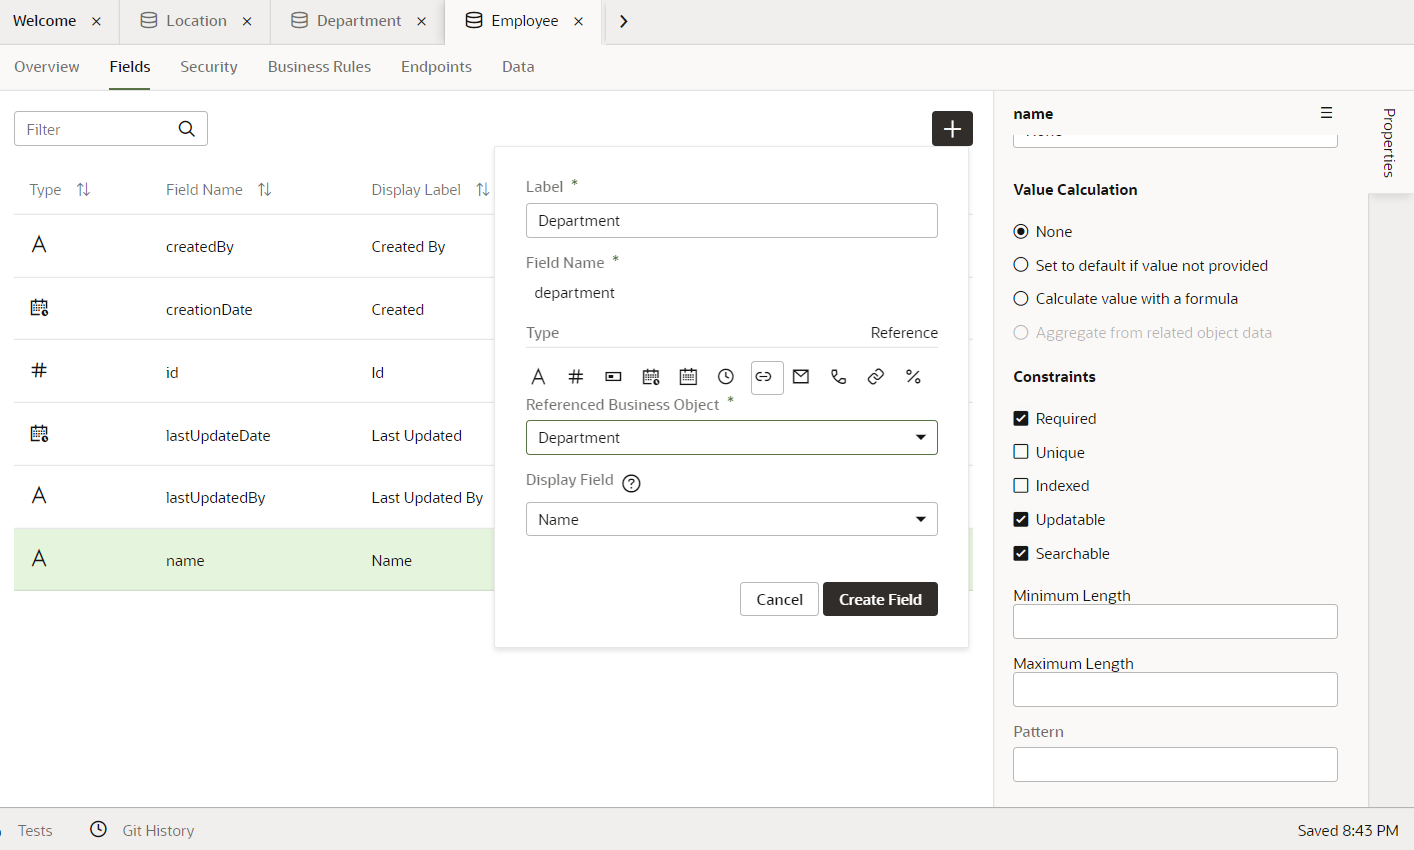 Welcome × Location × Department × Employee ×
Overview Fields Security Business Rules Endpoints Data
Filter
Type Field Name Display Label
createdBy Created By
creationDate Created
id Id
lastUpdateDate Last Updated
lastUpdatedBy Last Updated By
name Name
Label *
Department
Field Name *
department
Type Reference
Referenced Business Object *
Department
Display Field ?
Name
Cancel Create Field
name
Value Calculation
None
Set to default if value not provided
Calculate value with a formula
Aggregate from related object data
Constraints
Required
Unique
Indexed
Updatable
Searchable
Minimum Length
Maximum Length
Pattern
Properties
Tests Git History Saved 8:43 PM